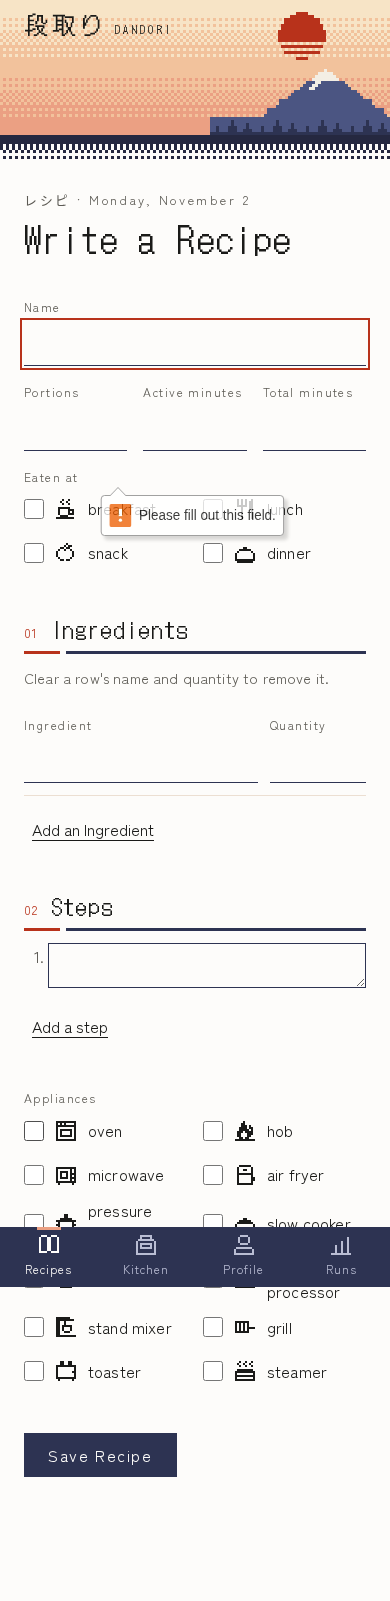 段取り DANDORI
レシピ · Monday, November 2
Write a Recipe
Name
Portions Active minutes Total minutes
Eaten at
breakfast lunch
Please fill out this field.
snack dinner
01 Ingredients
Clear a row's name and quantity to remove it.
Ingredient Quantity
Add an Ingredient
02 Steps
1.
Add a step
Appliances
oven hob
microwave air fryer
pressure
slow cooker
Recipes Kitchen Profile Runs
processor
stand mixer grill
toaster steamer
Save Recipe